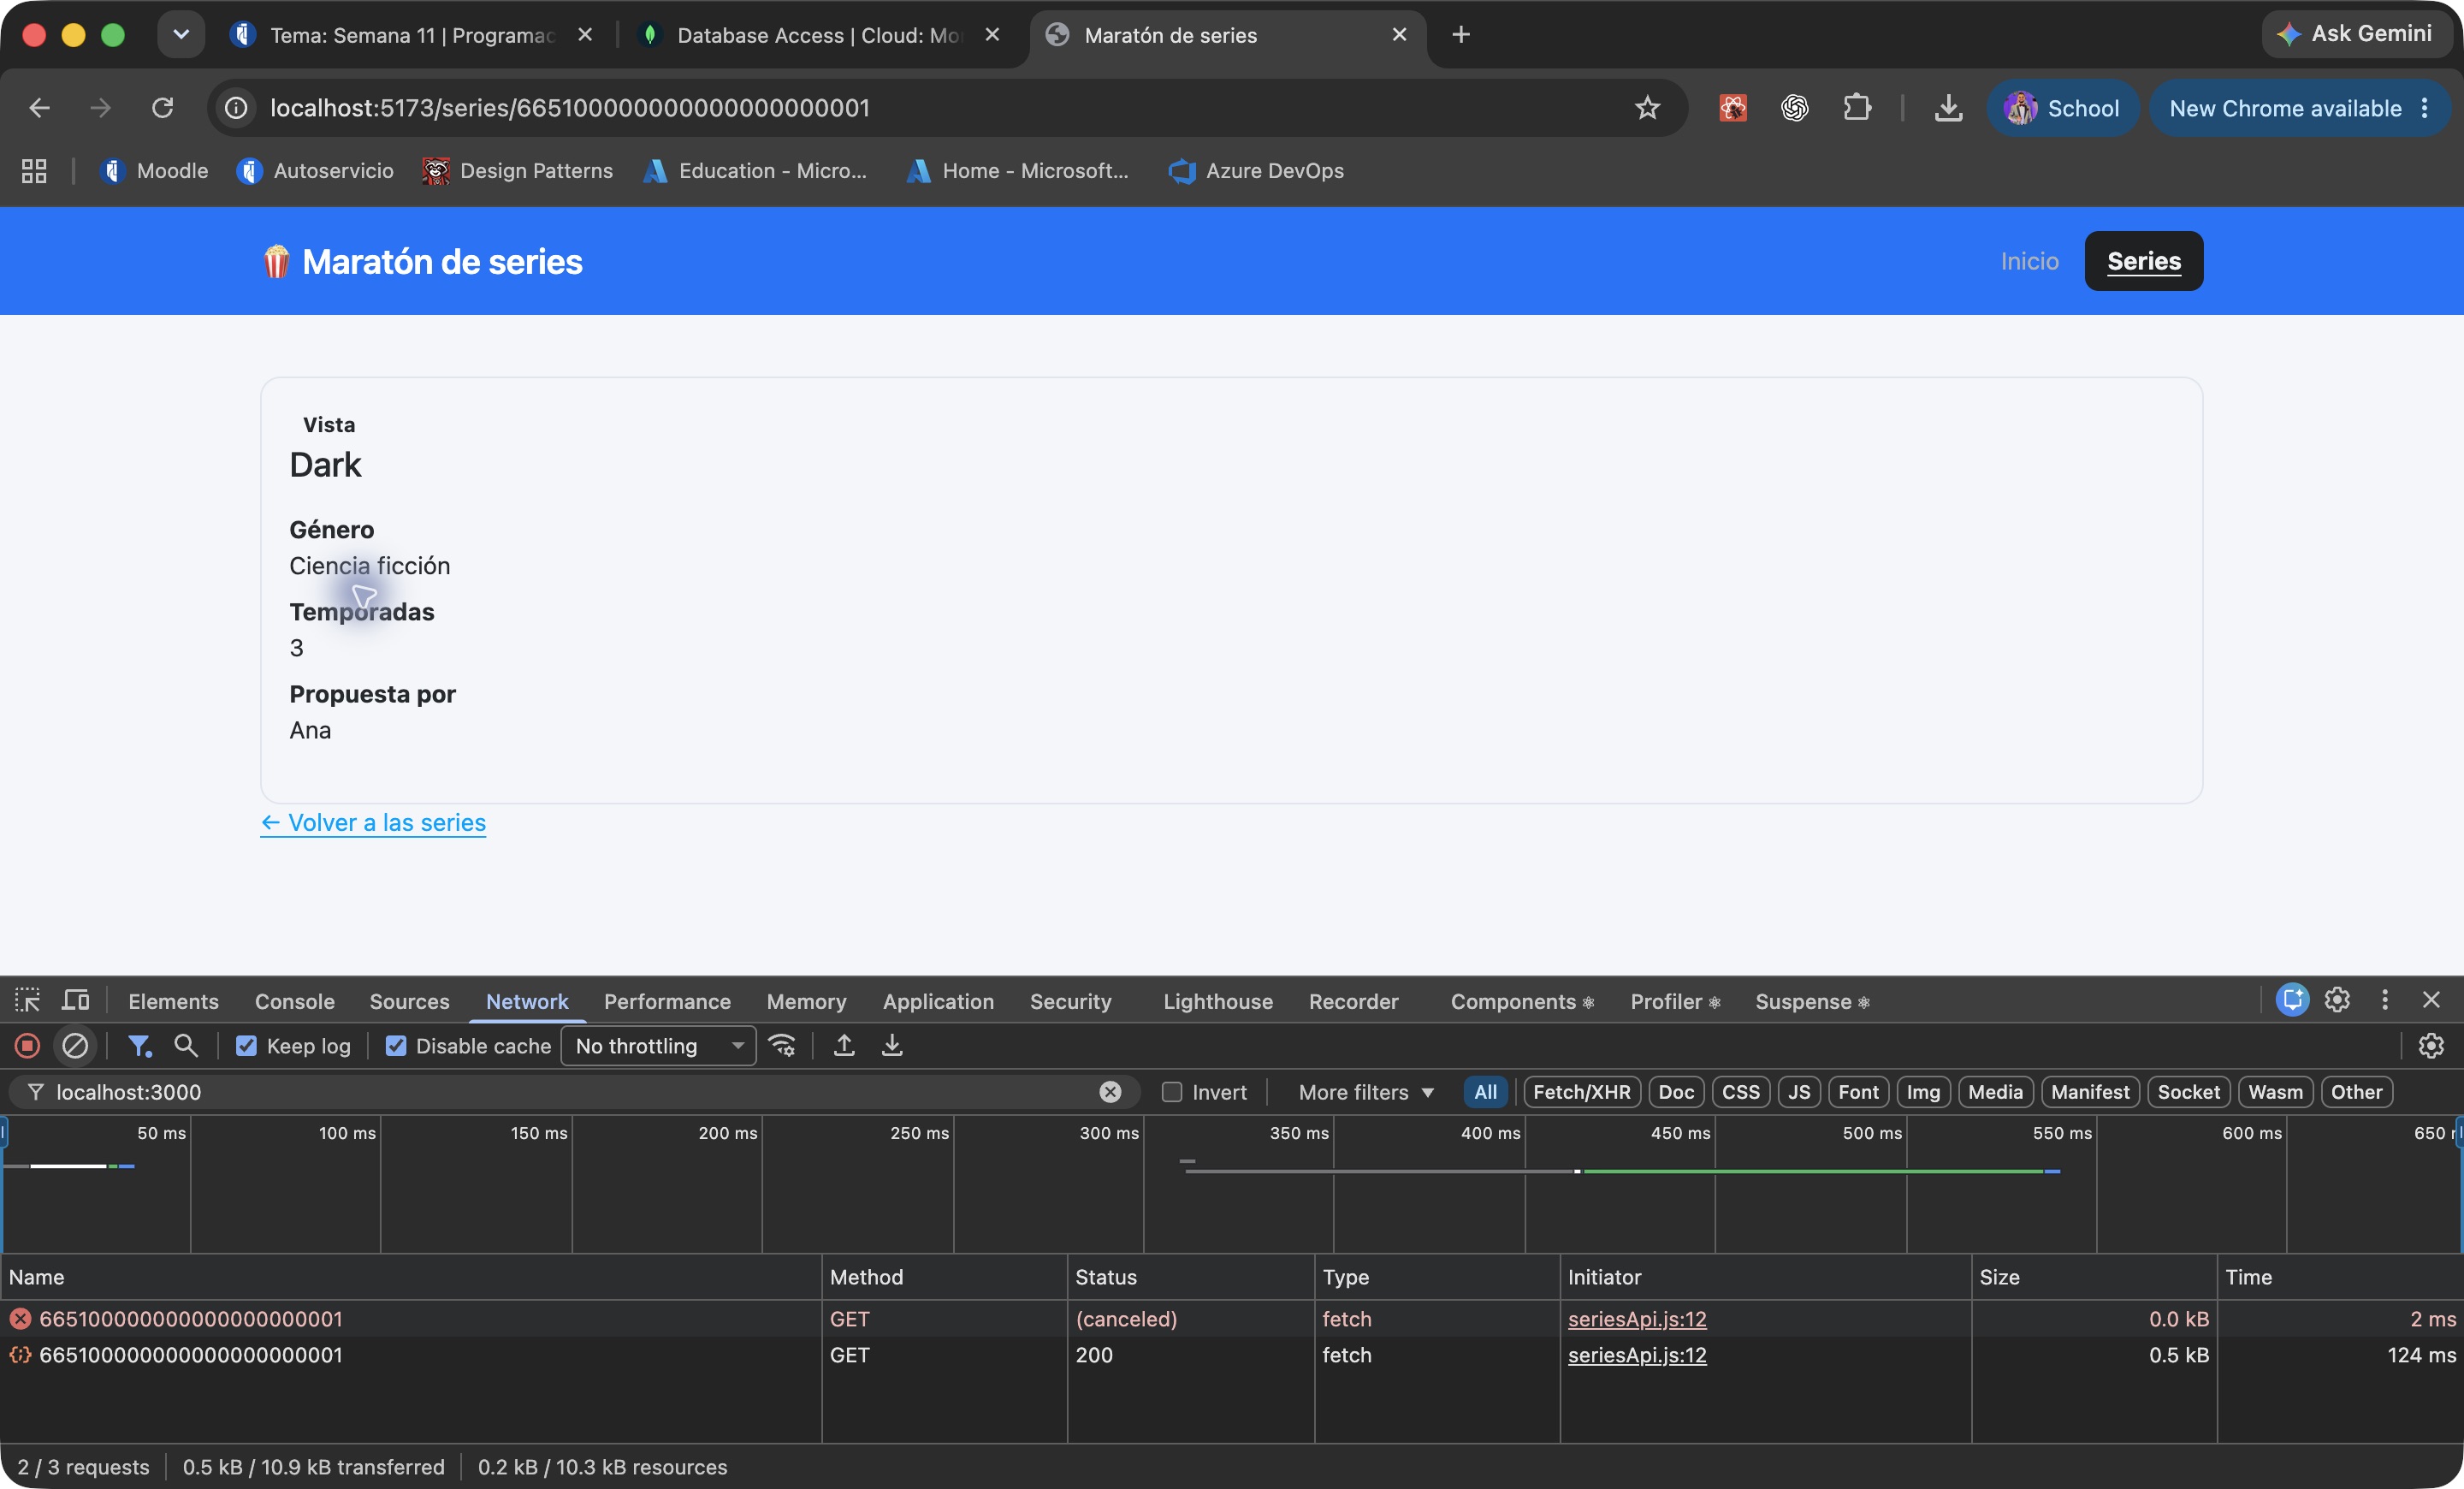 Tema: Semana 11 | Programac
Database Access | Cloud: Mo
Maratón de series
Ask Gemini
localhost:5173/series/665100000000000000000001
School
New Chrome available
Moodle
Autoservicio
Design Patterns
Education - Micro...
Home - Microsoft...
Azure DevOps
🍿 Maratón de series
Inicio
Series
Vista
Dark
Género
Ciencia ficción
Temporadas
3
Propuesta por
Ana
← Volver a las series
Elements Console Sources Network Performance Memory Application Security Lighthouse Recorder Components ⚛ Profiler ⚛ Suspense ⚛
Keep log Disable cache No throttling
localhost:3000 Invert More filters All Fetch/XHR Doc CSS JS Font Img Media Manifest Socket Wasm Other
50 ms 100 ms 150 ms 200 ms 250 ms 300 ms 350 ms 400 ms 450 ms 500 ms 550 ms 600 ms 650
Name Method Status Type Initiator Size Time
665100000000000000000001 GET (canceled) fetch seriesApi.js:12 0.0 kB 2 ms
665100000000000000000001 GET 200 fetch seriesApi.js:12 0.5 kB 124 ms
2 / 3 requests 0.5 kB / 10.9 kB transferred 0.2 kB / 10.3 kB resources